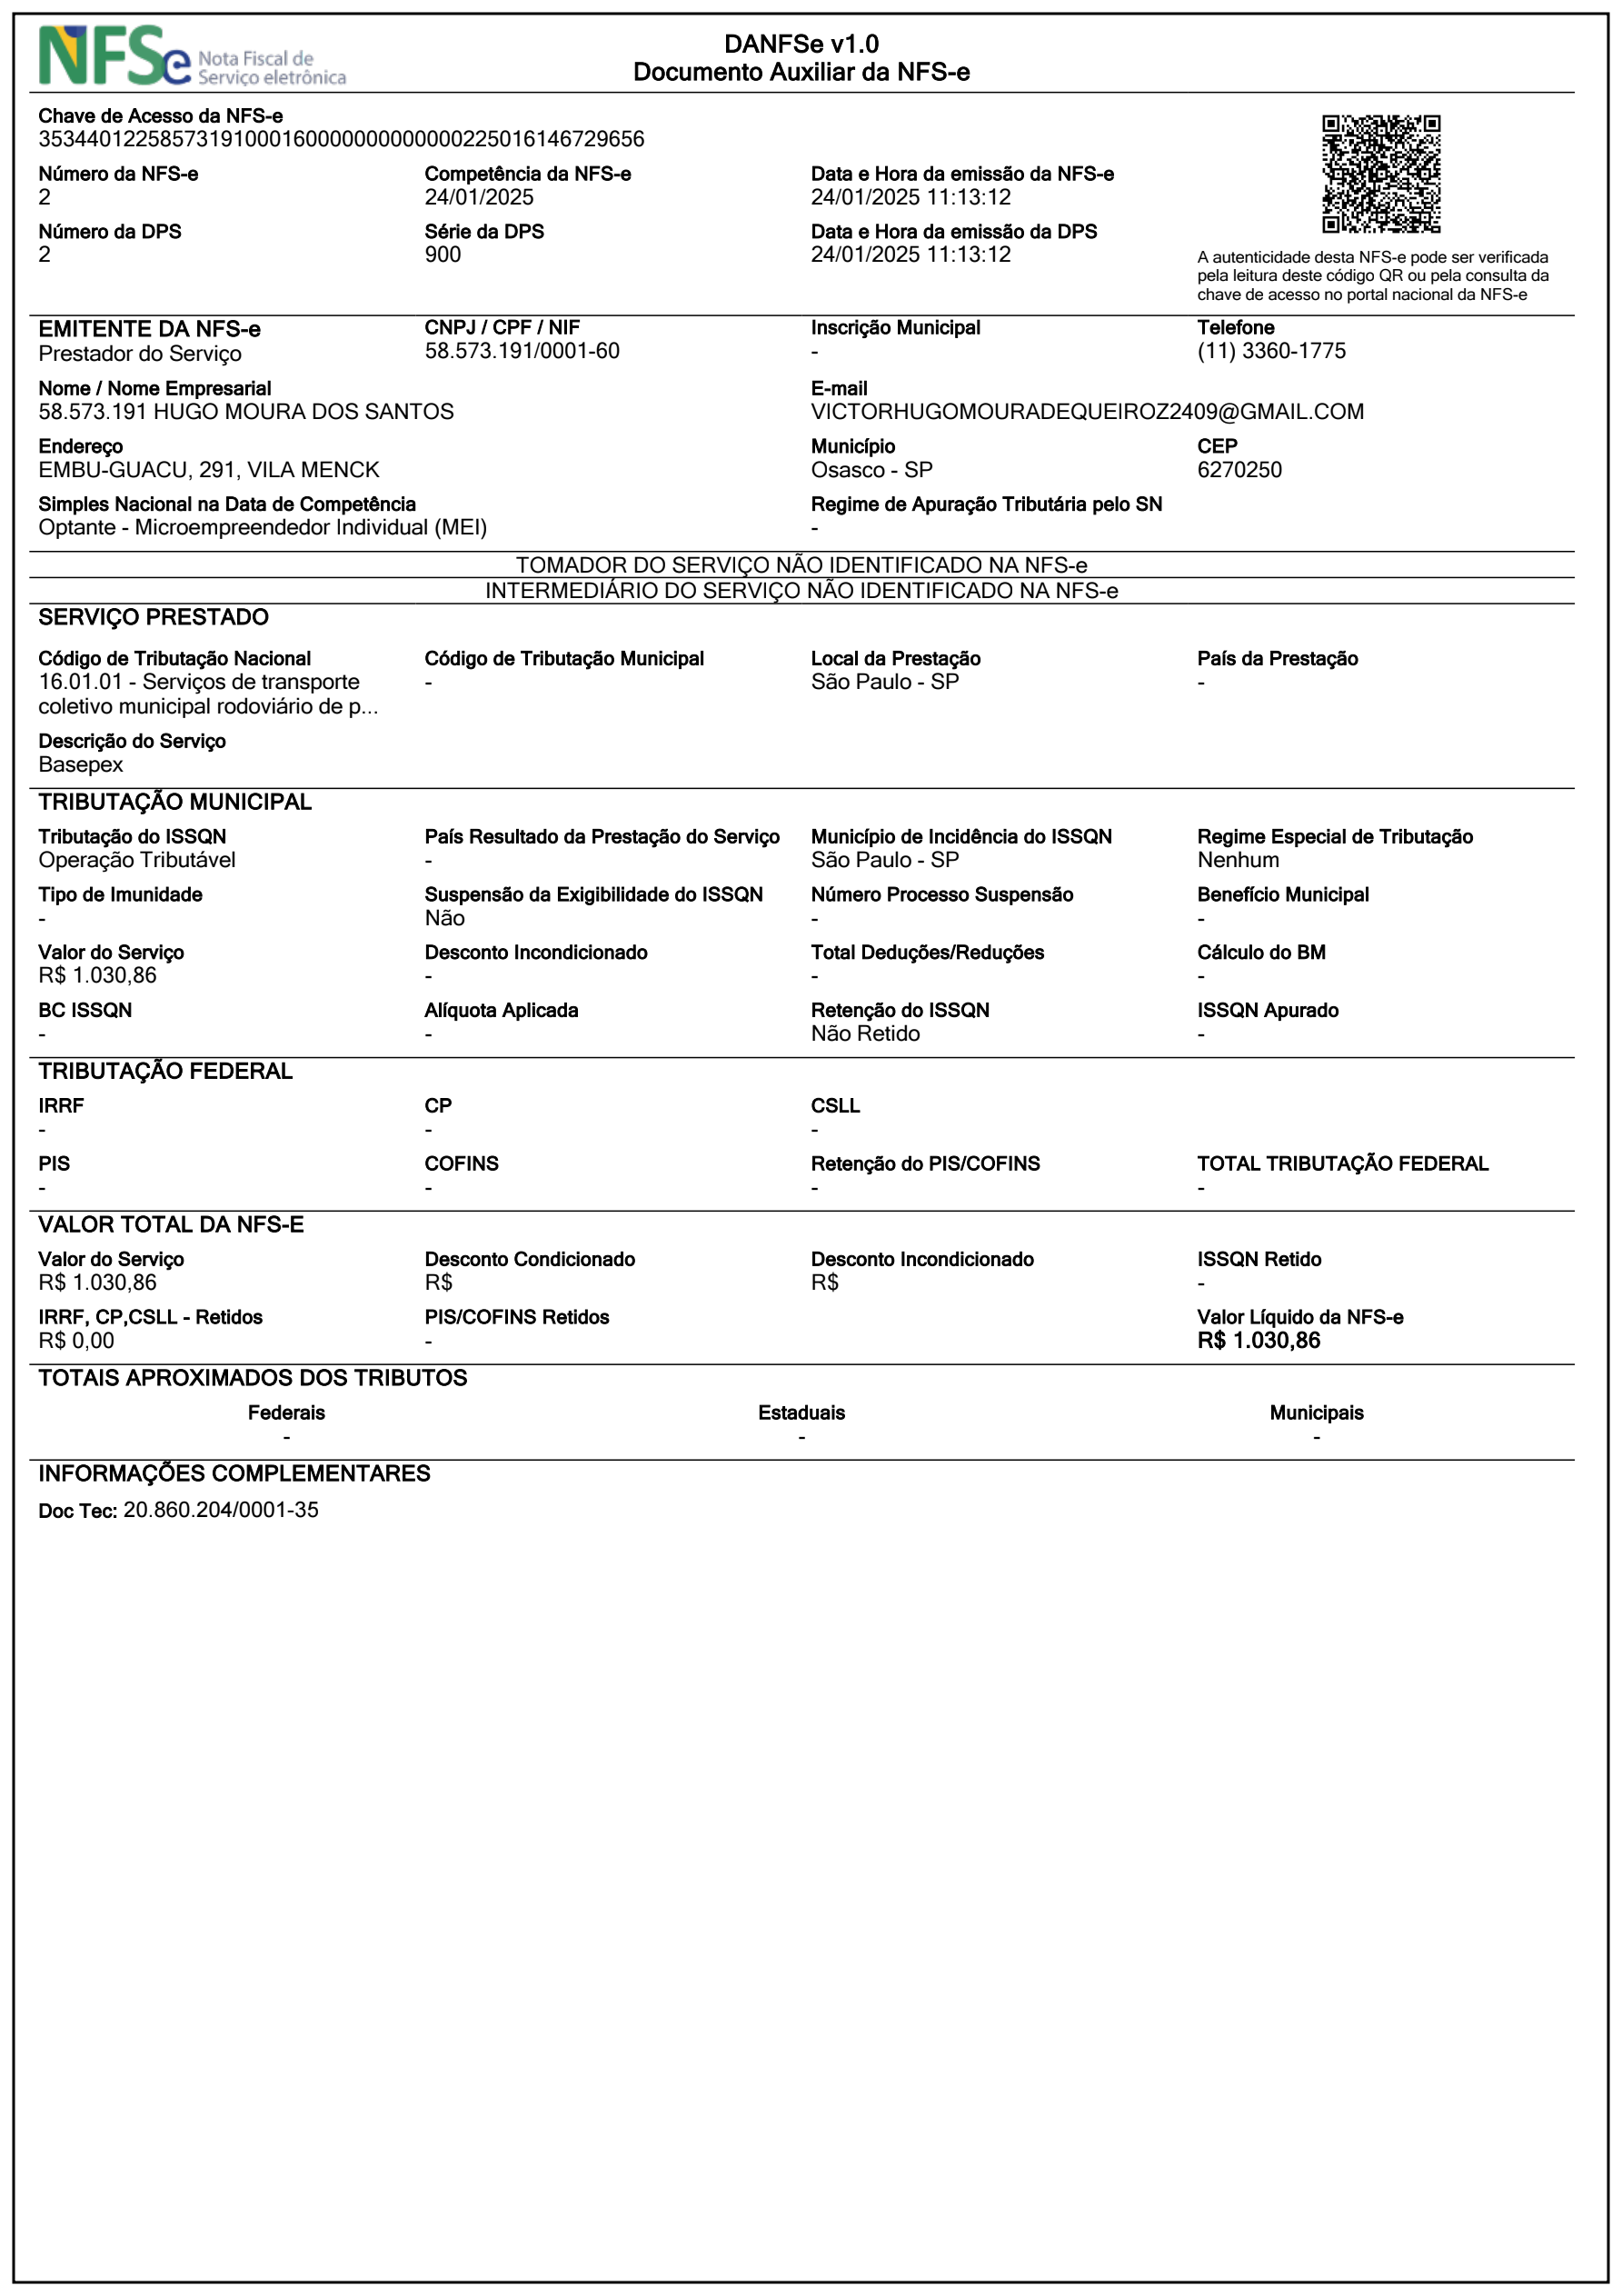 NFSe Nota Fiscal de
Serviço eletrônica
DANFSe v1.0
Documento Auxiliar da NFS-e
Chave de Acesso da NFS-e
35344012258573191000160000000000000225016146729656
Número da NFS-e Competência da NFS-e Data e Hora da emissão da NFS-e
2 24/01/2025 24/01/2025 11:13:12
Número da DPS Série da DPS Data e Hora da emissão da DPS
2 900 24/01/2025 11:13:12
A autenticidade desta NFS-e pode ser verificada
pela leitura deste código QR ou pela consulta da
chave de acesso no portal nacional da NFS-e
EMITENTE DA NFS-e CNPJ / CPF / NIF Inscrição Municipal Telefone
Prestador do Serviço 58.573.191/0001-60 - (11) 3360-1775
Nome / Nome Empresarial E-mail
58.573.191 HUGO MOURA DOS SANTOS VICTORHUGOMOURADEQUEIROZ2409@GMAIL.COM
Endereço Município CEP
EMBU-GUACU, 291, VILA MENCK Osasco - SP 6270250
Simples Nacional na Data de Competência Regime de Apuração Tributária pelo SN
Optante - Microempreendedor Individual (MEI) -
TOMADOR DO SERVIÇO NÃO IDENTIFICADO NA NFS-e
INTERMEDIÁRIO DO SERVIÇO NÃO IDENTIFICADO NA NFS-e
SERVIÇO PRESTADO
Código de Tributação Nacional Código de Tributação Municipal Local da Prestação País da Prestação
16.01.01 - Serviços de transporte - São Paulo - SP -
coletivo municipal rodoviário de p...
Descrição do Serviço
Basepex
TRIBUTAÇÃO MUNICIPAL
Tributação do ISSQN País Resultado da Prestação do Serviço Município de Incidência do ISSQN Regime Especial de Tributação
Operação Tributável - São Paulo - SP Nenhum
Tipo de Imunidade Suspensão da Exigibilidade do ISSQN Número Processo Suspensão Benefício Municipal
- Não - -
Valor do Serviço Desconto Incondicionado Total Deduções/Reduções Cálculo do BM
R$ 1.030,86 - - -
BC ISSQN Alíquota Aplicada Retenção do ISSQN ISSQN Apurado
- - Não Retido -
TRIBUTAÇÃO FEDERAL
IRRF CP CSLL
- - -
PIS COFINS Retenção do PIS/COFINS TOTAL TRIBUTAÇÃO FEDERAL
- - - -
VALOR TOTAL DA NFS-E
Valor do Serviço Desconto Condicionado Desconto Incondicionado ISSQN Retido
R$ 1.030,86 R$ R$ -
IRRF, CP,CSLL - Retidos PIS/COFINS Retidos Valor Líquido da NFS-e
R$ 0,00 - R$ 1.030,86
TOTAIS APROXIMADOS DOS TRIBUTOS
Federais Estaduais Municipais
- - -
INFORMAÇÕES COMPLEMENTARES
Doc Tec: 20.860.204/0001-35